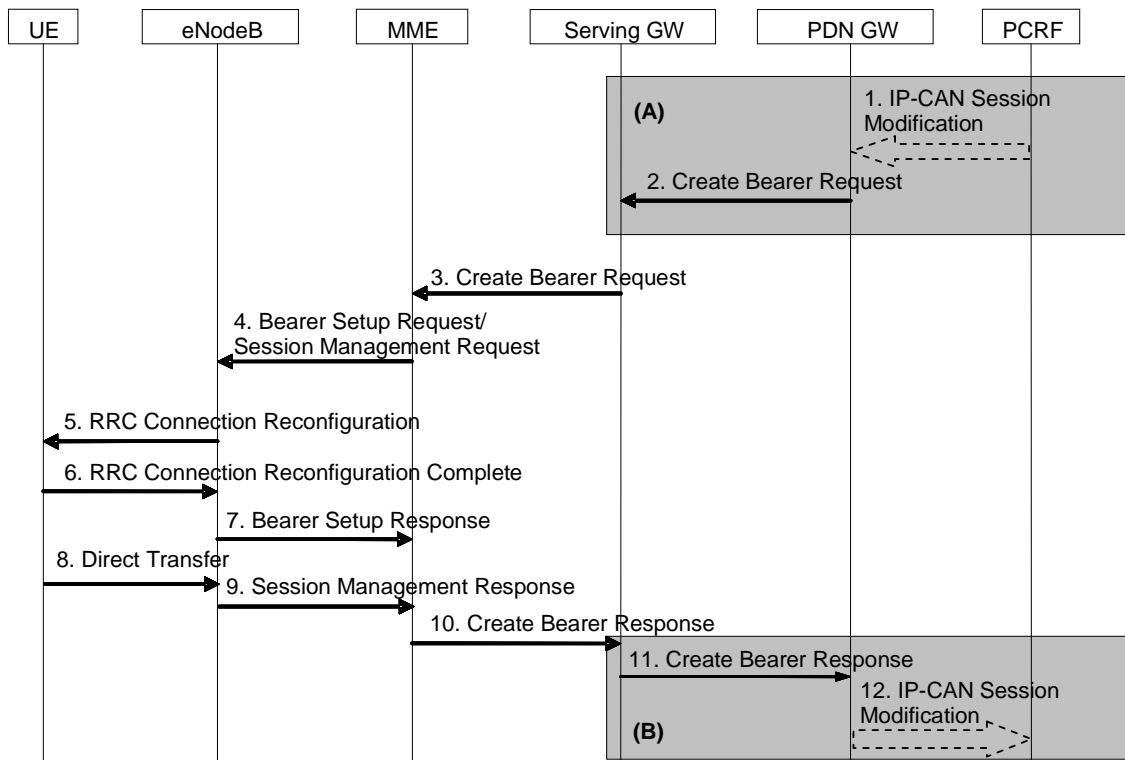 UE
eNodeB
MME
Serving GW
PDN GW
PCRF
(A)
1. IP-CAN Session
Modification
2. Create Bearer Request
3. Create Bearer Request
4. Bearer Setup Request/
Session Management Request
5. RRC Connection Reconfiguration
6. RRC Connection Reconfiguration Complete
7. Bearer Setup Response
8. Direct Transfer
9. Session Management Response
10. Create Bearer Response
11. Create Bearer Response
12. IP-CAN Session
Modification
(B)